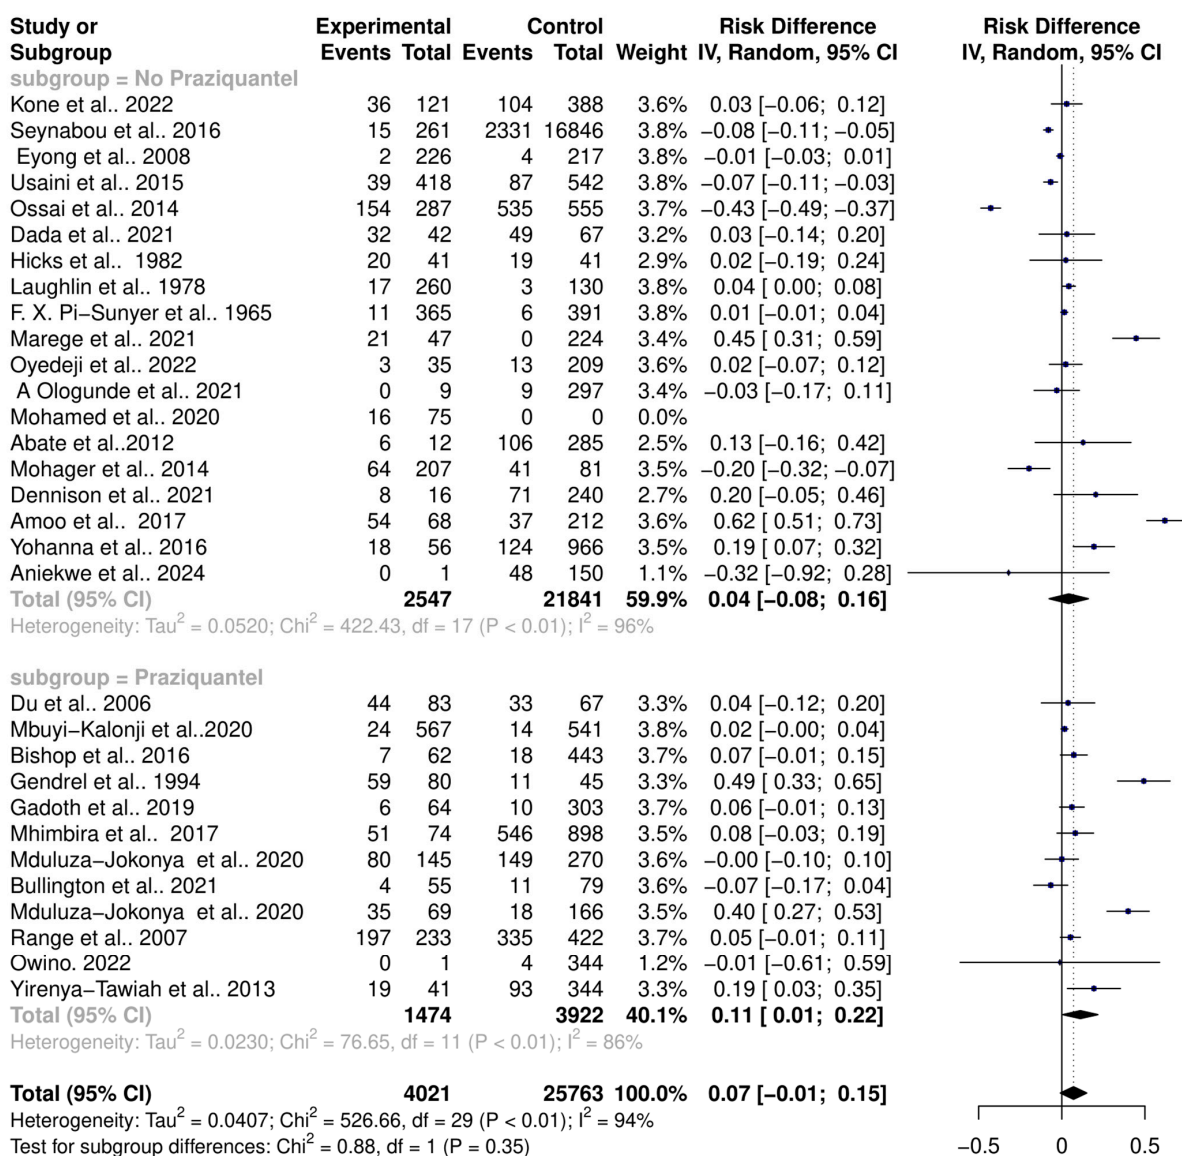 Study or Experimental Control Risk Difference Risk Difference
Subgroup Events Total Events Total Weight IV, Random, 95% CI IV, Random, 95% CI
subgroup = No Praziquantel
Kone et al.. 2022 36 121 104 388 3.6% 0.03 [−0.06; 0.12]
Seynabou et al.. 2016 15 261 2331 16846 3.8% −0.08 [−0.11; −0.05]
Eyong et al.. 2008 2 226 4 217 3.8% −0.01 [−0.03; 0.01]
Usaini et al.. 2015 39 418 87 542 3.8% −0.07 [−0.11; −0.03]
Ossai et al.. 2014 154 287 535 555 3.7% −0.43 [−0.49; −0.37]
Dada et al.. 2021 32 42 49 67 3.2% 0.03 [−0.14; 0.20]
Hicks et al.. 1982 20 41 19 41 2.9% 0.02 [−0.19; 0.24]
Laughlin et al.. 1978 17 260 3 130 3.8% 0.04 [ 0.00; 0.08]
F. X. Pi−Sunyer et al.. 1965 11 365 6 391 3.8% 0.01 [−0.01; 0.04]
Marege et al.. 2021 21 47 0 224 3.4% 0.45 [ 0.31; 0.59]
Oyedeji et al.. 2022 3 35 13 209 3.6% 0.02 [−0.07; 0.12]
A Ologunde et al.. 2021 0 9 9 297 3.4% −0.03 [−0.17; 0.11]
Mohamed et al.. 2020 16 75 0 0 0.0%
Abate et al..2012 6 12 106 285 2.5% 0.13 [−0.16; 0.42]
Mohager et al.. 2014 64 207 41 81 3.5% −0.20 [−0.32; −0.07]
Dennison et al.. 2021 8 16 71 240 2.7% 0.20 [−0.05; 0.46]
Amoo et al.. 2017 54 68 37 212 3.6% 0.62 [ 0.51; 0.73]
Yohanna et al.. 2016 18 56 124 966 3.5% 0.19 [ 0.07; 0.32]
Aniekwe et al.. 2024 0 1 48 150 1.1% −0.32 [−0.92; 0.28]
Total (95% CI) 2547 21841 59.9% 0.04 [−0.08; 0.16]
Heterogeneity: Tau² = 0.0520; Chi² = 422.43, df = 17 (P < 0.01); I² = 96%
subgroup = Praziquantel
Du et al.. 2006 44 83 33 67 3.3% 0.04 [−0.12; 0.20]
Mbuyi−Kalonji et al..2020 24 567 14 541 3.8% 0.02 [−0.00; 0.04]
Bishop et al.. 2016 7 62 18 443 3.7% 0.07 [−0.01; 0.15]
Gendrel et al.. 1994 59 80 11 45 3.3% 0.49 [ 0.33; 0.65]
Gadoth et al.. 2019 6 64 10 303 3.7% 0.06 [−0.01; 0.13]
Mhimbira et al.. 2017 51 74 546 898 3.5% 0.08 [−0.03; 0.19]
Mduluza−Jokonya et al.. 2020 80 145 149 270 3.6% −0.00 [−0.10; 0.10]
Bullington et al.. 2021 4 55 11 79 3.6% −0.07 [−0.17; 0.04]
Mduluza−Jokonya et al.. 2020 35 69 18 166 3.5% 0.40 [ 0.27; 0.53]
Range et al.. 2007 197 233 335 422 3.7% 0.05 [−0.01; 0.11]
Owino. 2022 0 1 4 344 1.2% −0.01 [−0.61; 0.59]
Yirenya−Tawiah et al.. 2013 19 41 93 344 3.3% 0.19 [ 0.03; 0.35]
Total (95% CI) 1474 3922 40.1% 0.11 [ 0.01; 0.22]
Heterogeneity: Tau² = 0.0230; Chi² = 76.65, df = 11 (P < 0.01); I² = 86%
Total (95% CI) 4021 25763 100.0% 0.07 [−0.01; 0.15]
Heterogeneity: Tau² = 0.0407; Chi² = 526.66, df = 29 (P < 0.01); I² = 94%
Test for subgroup differences: Chi² = 0.88, df = 1 (P = 0.35) −0.5 0 0.5